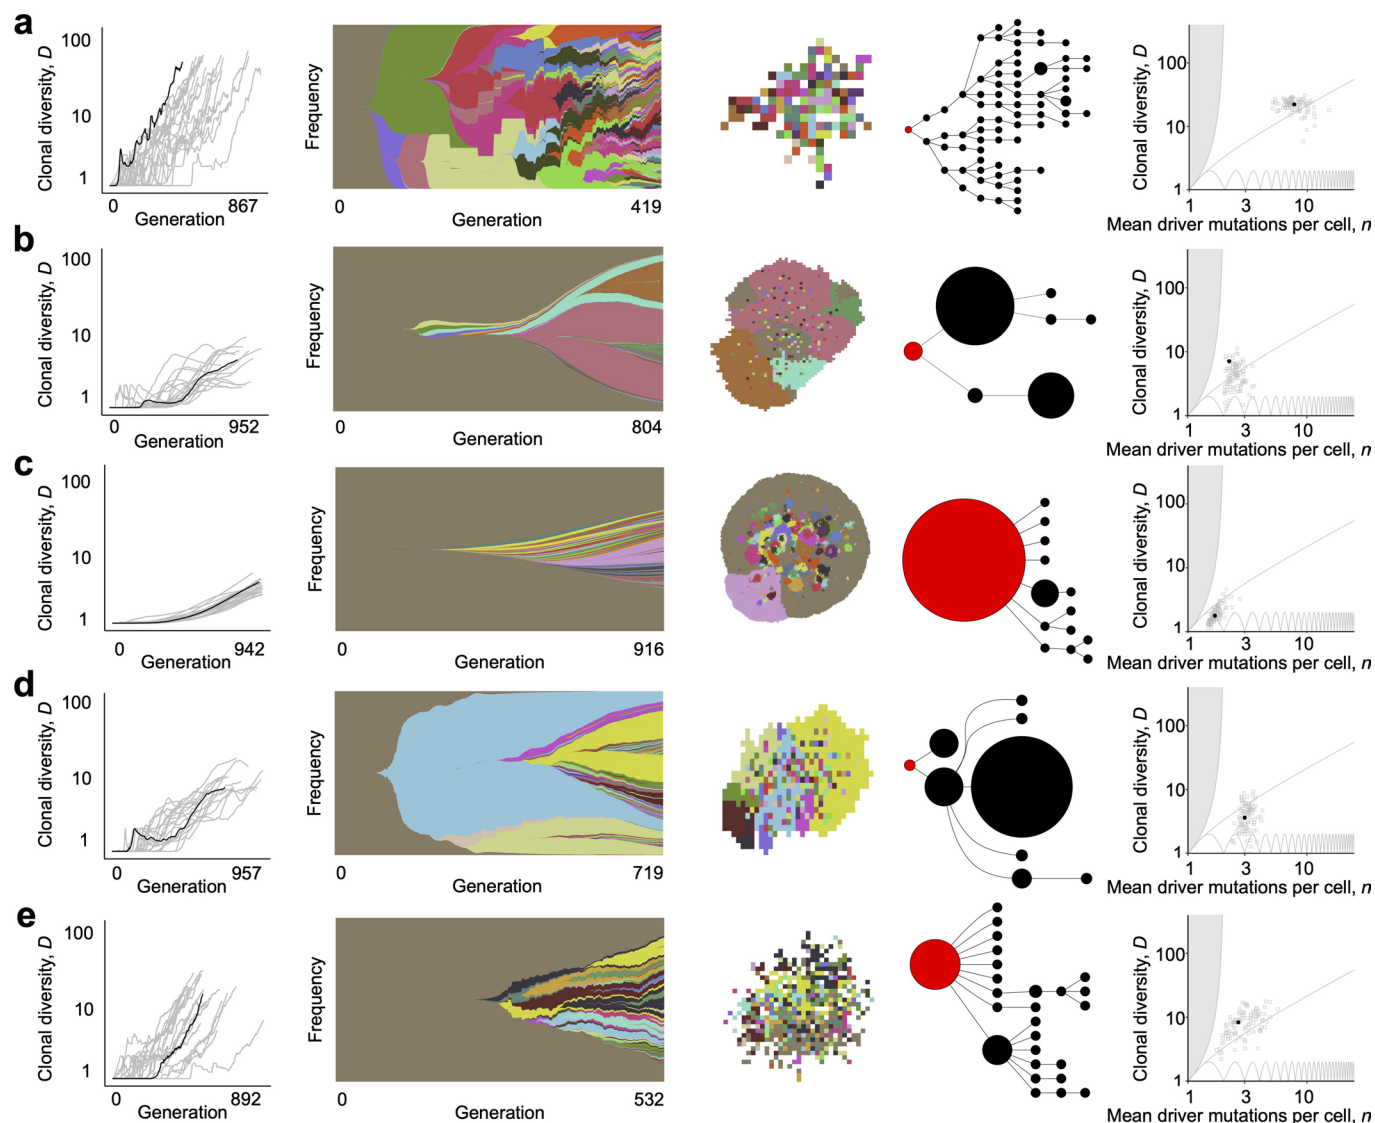 a
Clonal diversity, D
100
10
1
0 867
Generation
Frequency
0 419
Generation
Clonal diversity, D
100
10
1
1 3 10
Mean driver mutations per cell, n
b
Clonal diversity, D
100
10
1
0 952
Generation
Frequency
0 804
Generation
Clonal diversity, D
100
10
1
1 3 10
Mean driver mutations per cell, n
c
Clonal diversity, D
100
10
1
0 942
Generation
Frequency
0 916
Generation
Clonal diversity, D
100
10
1
1 3 10
Mean driver mutations per cell, n
d
Clonal diversity, D
100
10
1
0 957
Generation
Frequency
0 719
Generation
Clonal diversity, D
100
10
1
1 3 10
Mean driver mutations per cell, n
e
Clonal diversity, D
100
10
1
0 892
Generation
Frequency
0 532
Generation
Clonal diversity, D
100
10
1
1 3 10
Mean driver mutations per cell, n